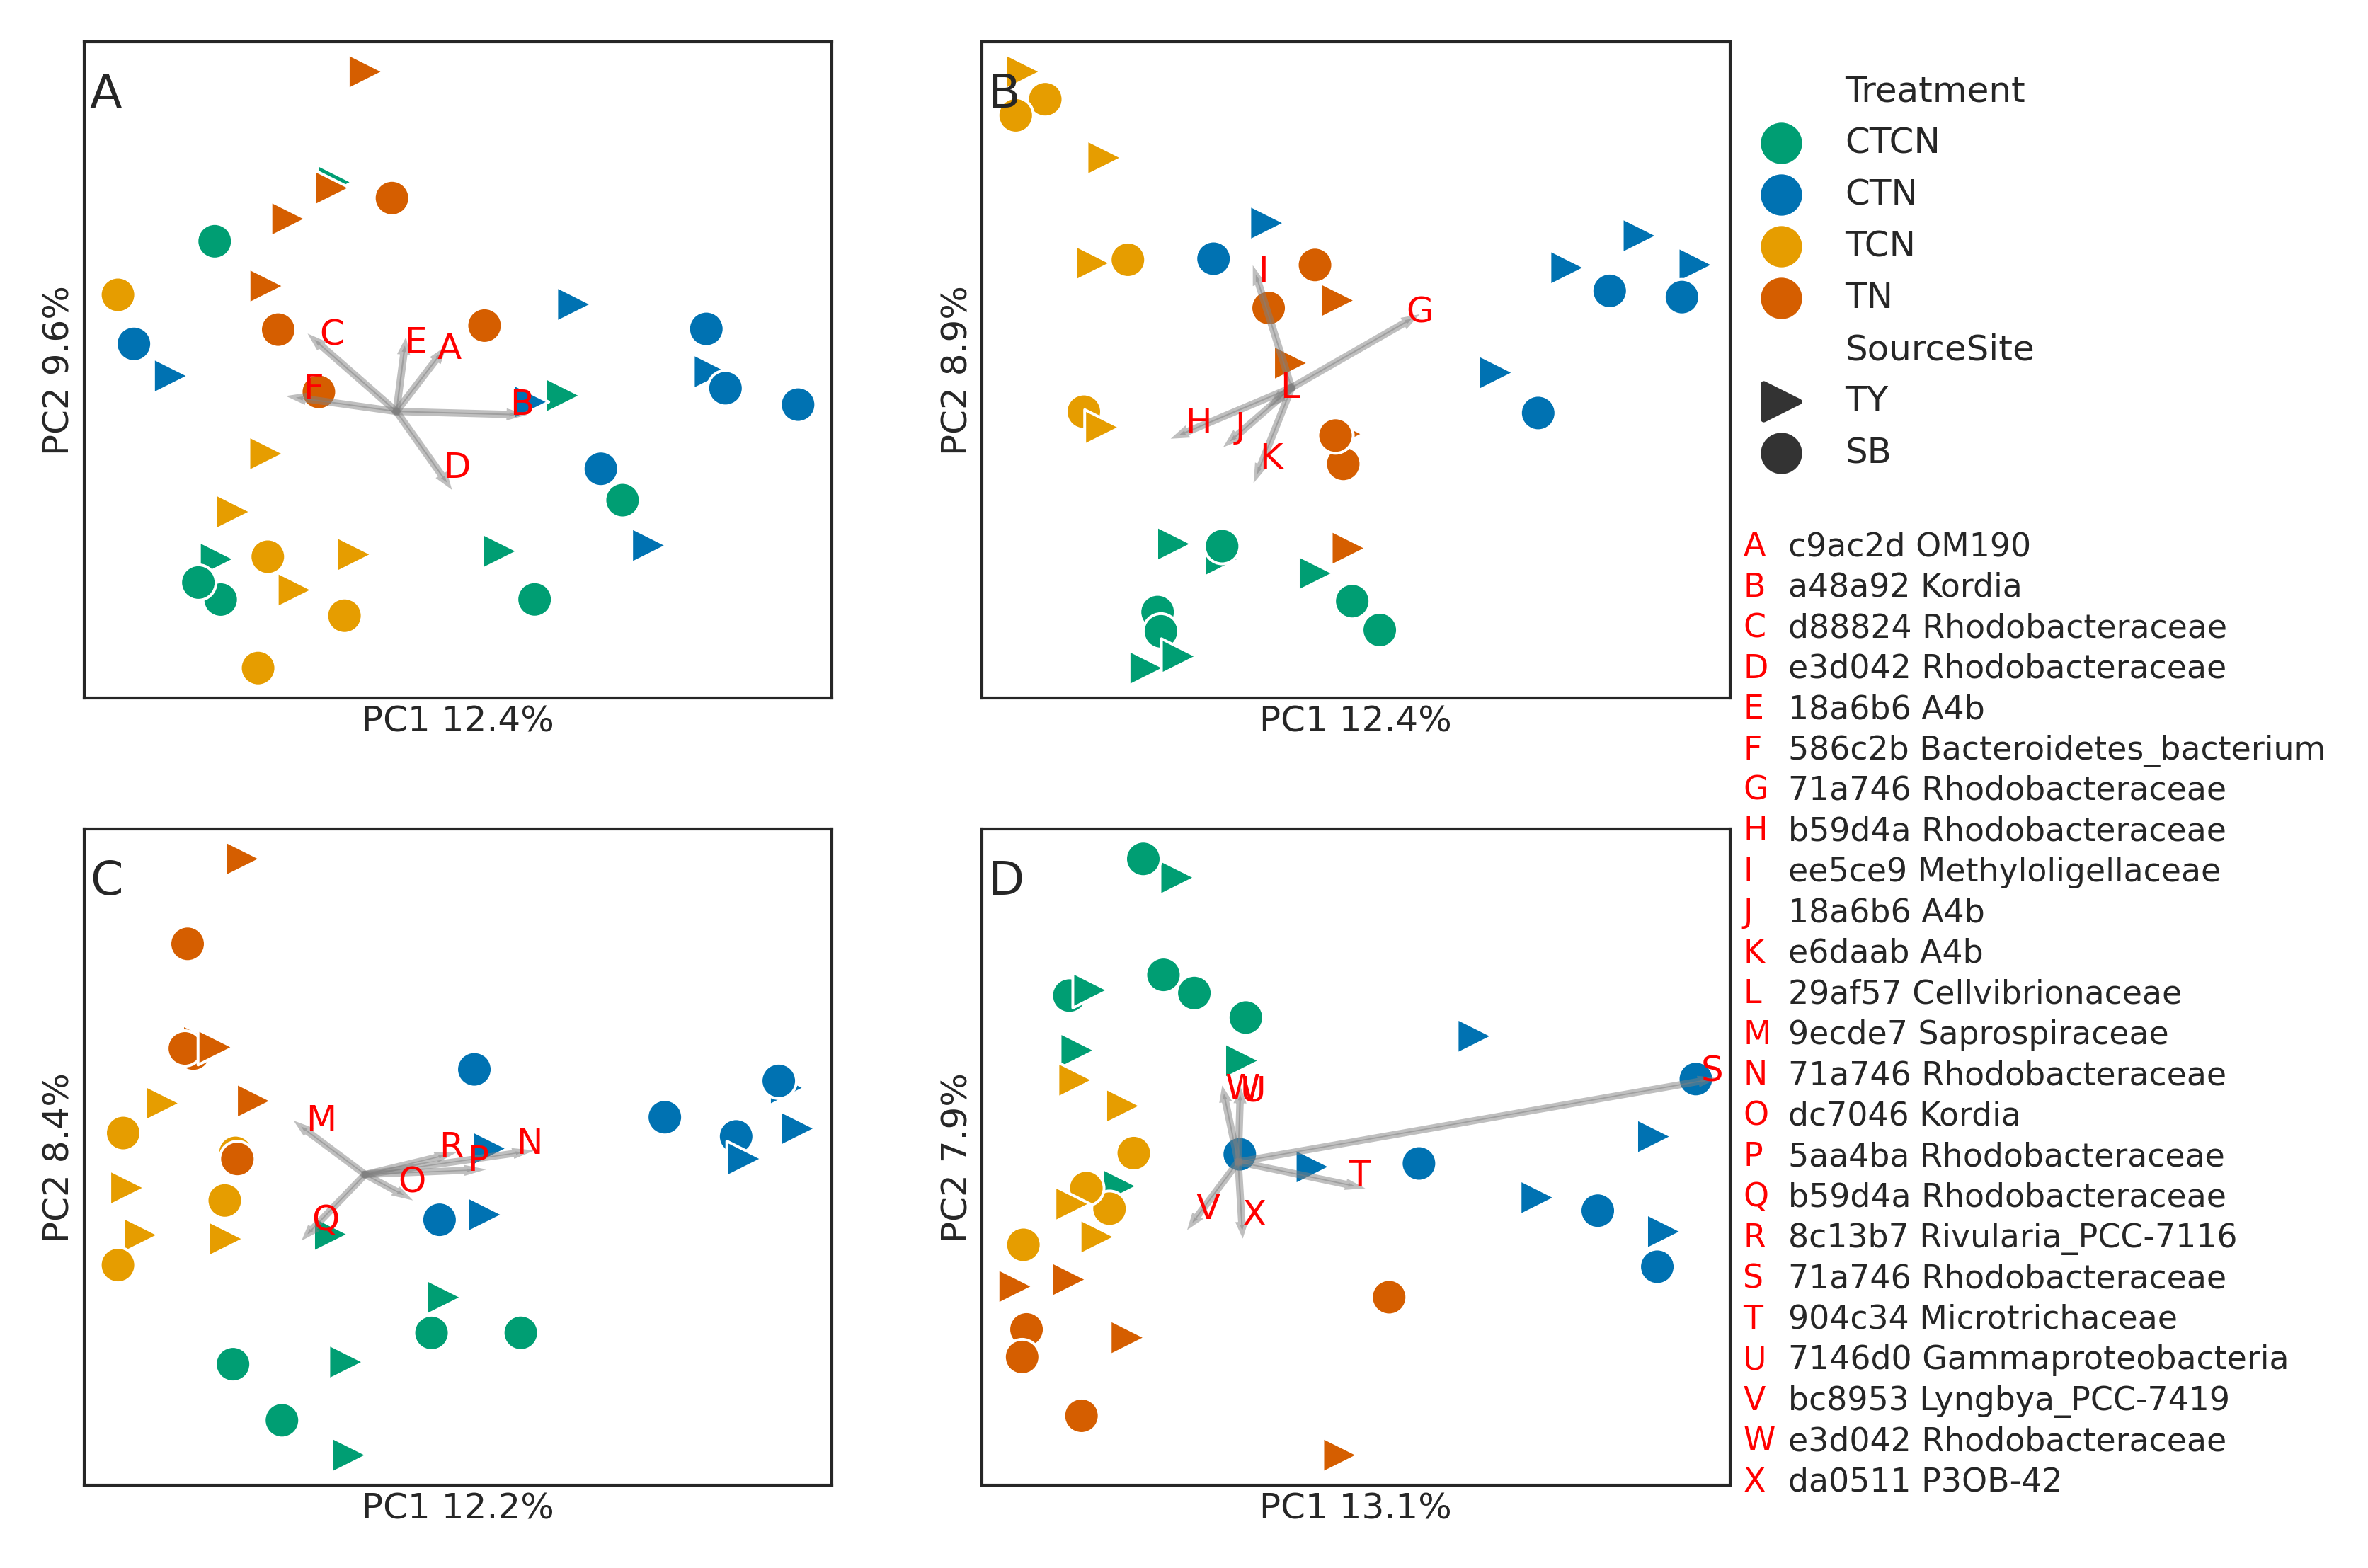 A
C
E
A
F
B
D
PC2 9.6%
PC1 12.4%
B
I
G
L
H
J
K
PC2 8.9%
PC1 12.4%
C
M
R
N
P
O
Q
PC2 8.4%
PC1 12.2%
D
S
W
U
T
V
X
PC2 7.9%
PC1 13.1%
Treatment
CTCN
CTN
TCN
TN
SourceSite
TY
SB
A c9ac2d OM190
B a48a92 Kordia
C d88824 Rhodobacteraceae
D e3d042 Rhodobacteraceae
E 18a6b6 A4b
F 586c2b Bacteroidetes_bacterium
G 71a746 Rhodobacteraceae
H b59d4a Rhodobacteraceae
I ee5ce9 Methyloligellaceae
J 18a6b6 A4b
K e6daab A4b
L 29af57 Cellvibrionaceae
M 9ecde7 Saprospiraceae
N 71a746 Rhodobacteraceae
O dc7046 Kordia
P 5aa4ba Rhodobacteraceae
Q b59d4a Rhodobacteraceae
R 8c13b7 Rivularia_PCC-7116
S 71a746 Rhodobacteraceae
T 904c34 Microtrichaceae
U 7146d0 Gammaproteobacteria
V bc8953 Lyngbya_PCC-7419
W e3d042 Rhodobacteraceae
X da0511 P3OB-42